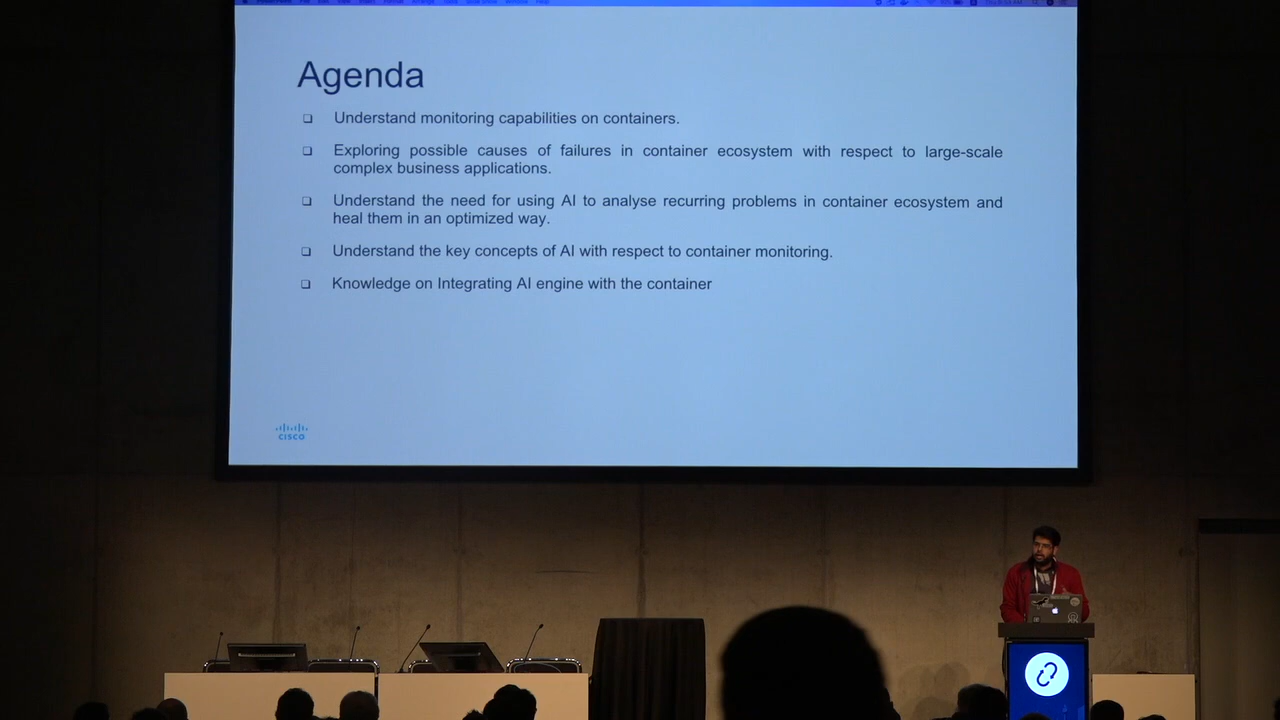 Agenda
❑ Understand monitoring capabilities on containers.
❑ Exploring possible causes of failures in container ecosystem with respect to large-scale
complex business applications.
❑ Understand the need for using AI to analyse recurring problems in container ecosystem and
heal them in an optimized way.
❑ Understand the key concepts of AI with respect to container monitoring.
❑ Knowledge on Integrating AI engine with the container
CISCO